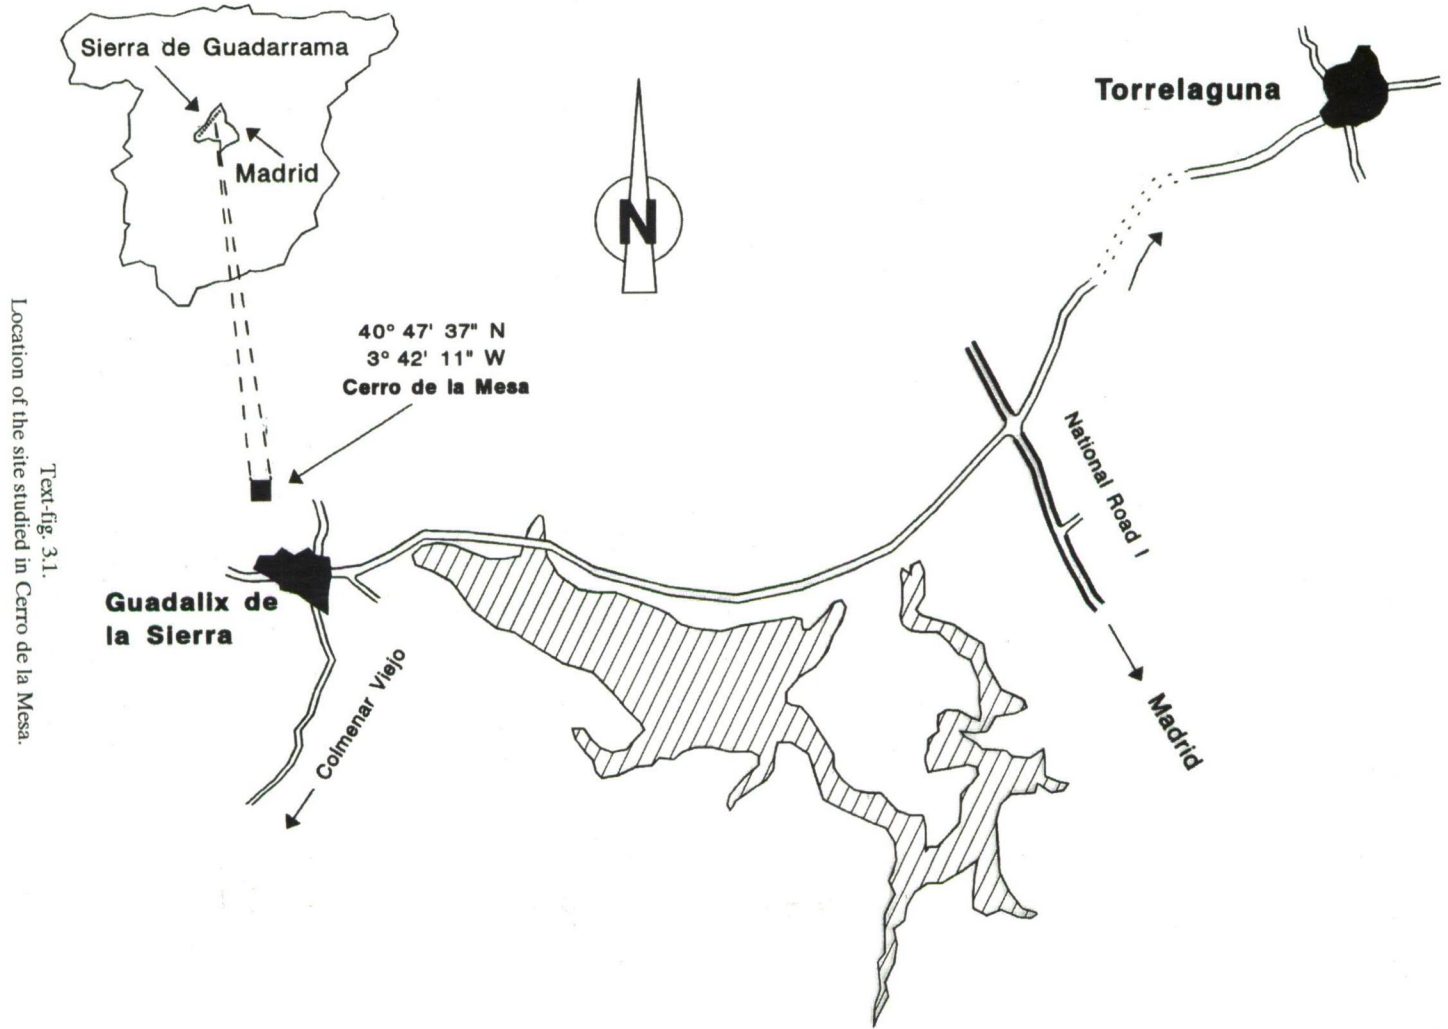 Sierra de Guadarrama
Madrid
N
Torrelaguna
40° 47' 37" N
3° 42' 11" W
Cerro de la Mesa
National Road I
Guadalix de
la Sierra
Colmenar Viejo
Madrid
Text-fig. 3.1.
Location of the site studied in Cerro de la Mesa.